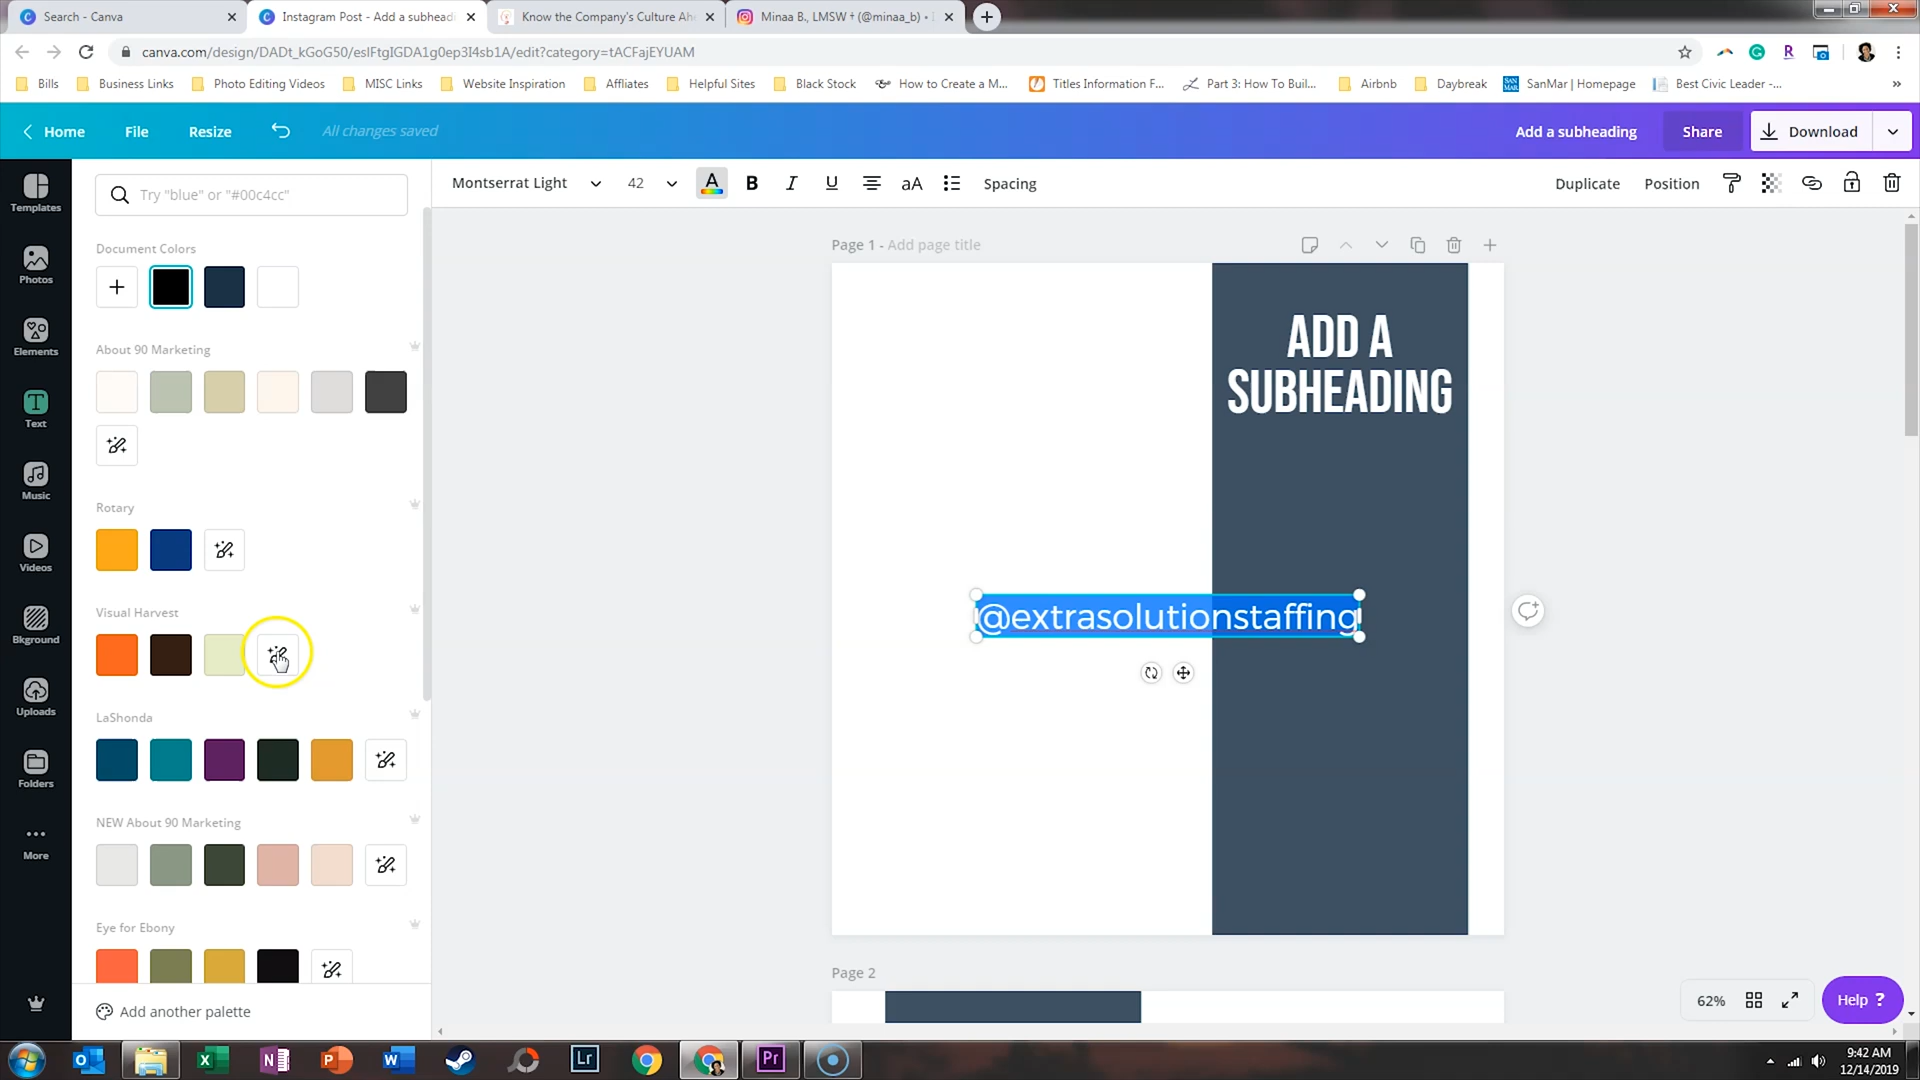 Search - Canva
Instagram Post - Add a subheadi
Know the Company's Culture Ah
Minaa B., LMSW † (@minaa_b) •
canva.com/design/DADt_kGoG50/eslFtgIGDA1g0ep3I4sb1A/edit?category=tACFajEYUAM
Bills
Business Links
Photo Editing Videos
MISC Links
Website Inspiration
Affliates
Helpful Sites
Black Stock
How to Create a M...
Titles Information F...
Part 3: How To Buil...
Airbnb
Daybreak
SanMar | Homepage
Best Civic Leader -...
Home
File
Resize
All changes saved
Add a subheading
Share
Download
Templates
Photos
Elements
Text
Music
Videos
Bkground
Uploads
Folders
More
Try "blue" or "#00c4cc"
Document Colors
About 90 Marketing
Rotary
Visual Harvest
LaShonda
NEW About 90 Marketing
Eye for Ebony
Add another palette
Montserrat Light
42
A
B
I
U
aA
Spacing
Duplicate
Position
Page 1 - Add page title
ADD A
SUBHEADING
@extrasolutionstaffing
Page 2
62%
Help ?
9:42 AM
12/14/2019